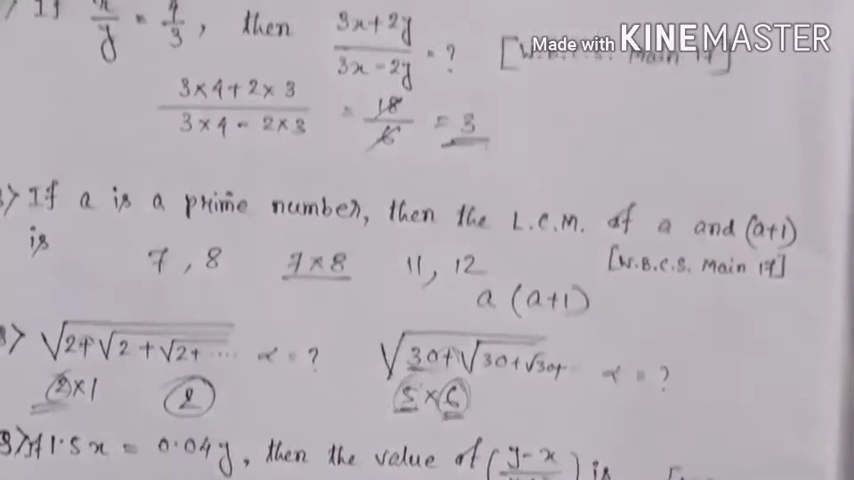 Made with KINEMASTER
If x/y = 4/3, then (3x+2y)/(3x-2y) = ? [W.B.C.S. Main 17]
(3×4+2×3)/(3×4-2×3) = 18/6 = 3
If a is a prime number, then the L.C.M. of a and (a+1)
is 7, 8 7×8 11, 12 [W.B.C.S. Main 17]
a (a+1)
√2+√2+√2+ ... ∝ = ? √30+√30+√30+.. ∝ = ?
2×1 2 5×6
If 1.5x = 0.04y, then the value of (y-x is